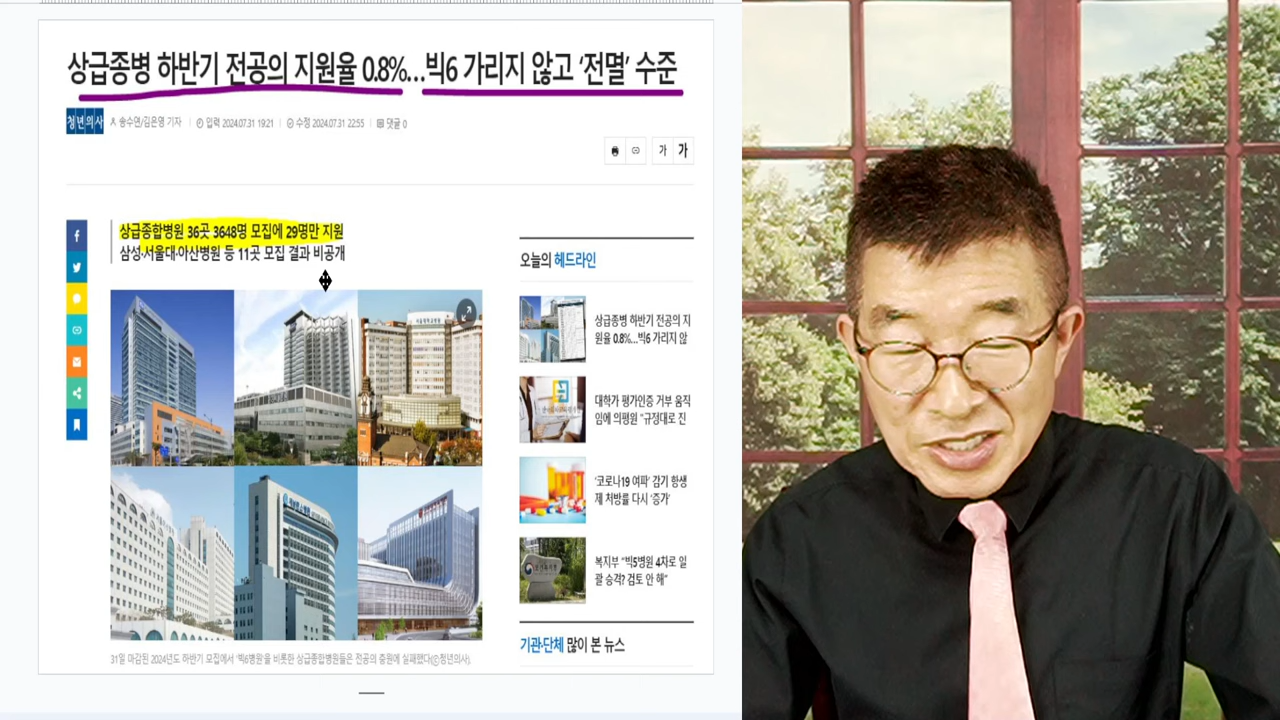 상급종병 하반기 전공의 지원율 0.8%…빅6 가리지 않고 ‘전멸’ 수준
청년의사 송수연/김은영 기자 입력 2024.07.31 19:21 수정 2024.07.31 22:55 댓글 0
가 가
상급종합병원 36곳 3648명 모집에 29명만 지원
삼성·서울대·아산병원 등 11곳 모집 결과 비공개
31일 마감된 2024년도 하반기 모집에서 ‘빅6병원’을 비롯한 상급종합병원들은 전공의 충원에 실패했다(ⓒ청년의사).
오늘의 헤드라인
상급종병 하반기 전공의 지
원율 0.8%…빅6 가리지 않
대학가 평가인증 거부 움직
임에 의평원 “규정대로 진
‘코로나19 여파’ 감기 항생
제 처방률 다시 ‘증가’
복지부 “빅5병원 4차로 일
괄 승격? 검토 안 해”
기관·단체 많이 본 뉴스